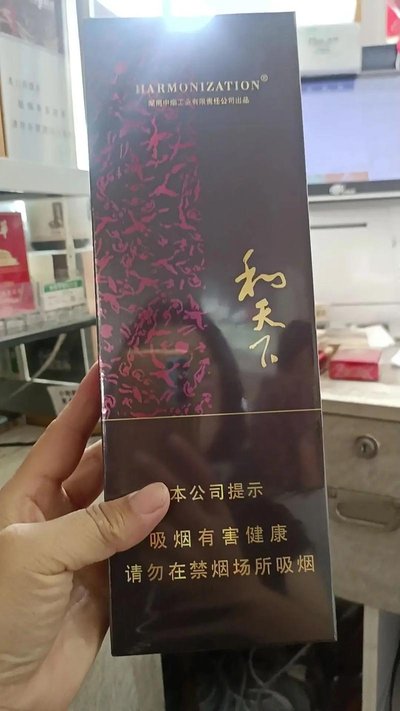 HARMONIZATION®
湖南中烟工业有限责任公司出品
和天下
本公司提示
吸烟有害健康
请勿在禁烟场所吸烟